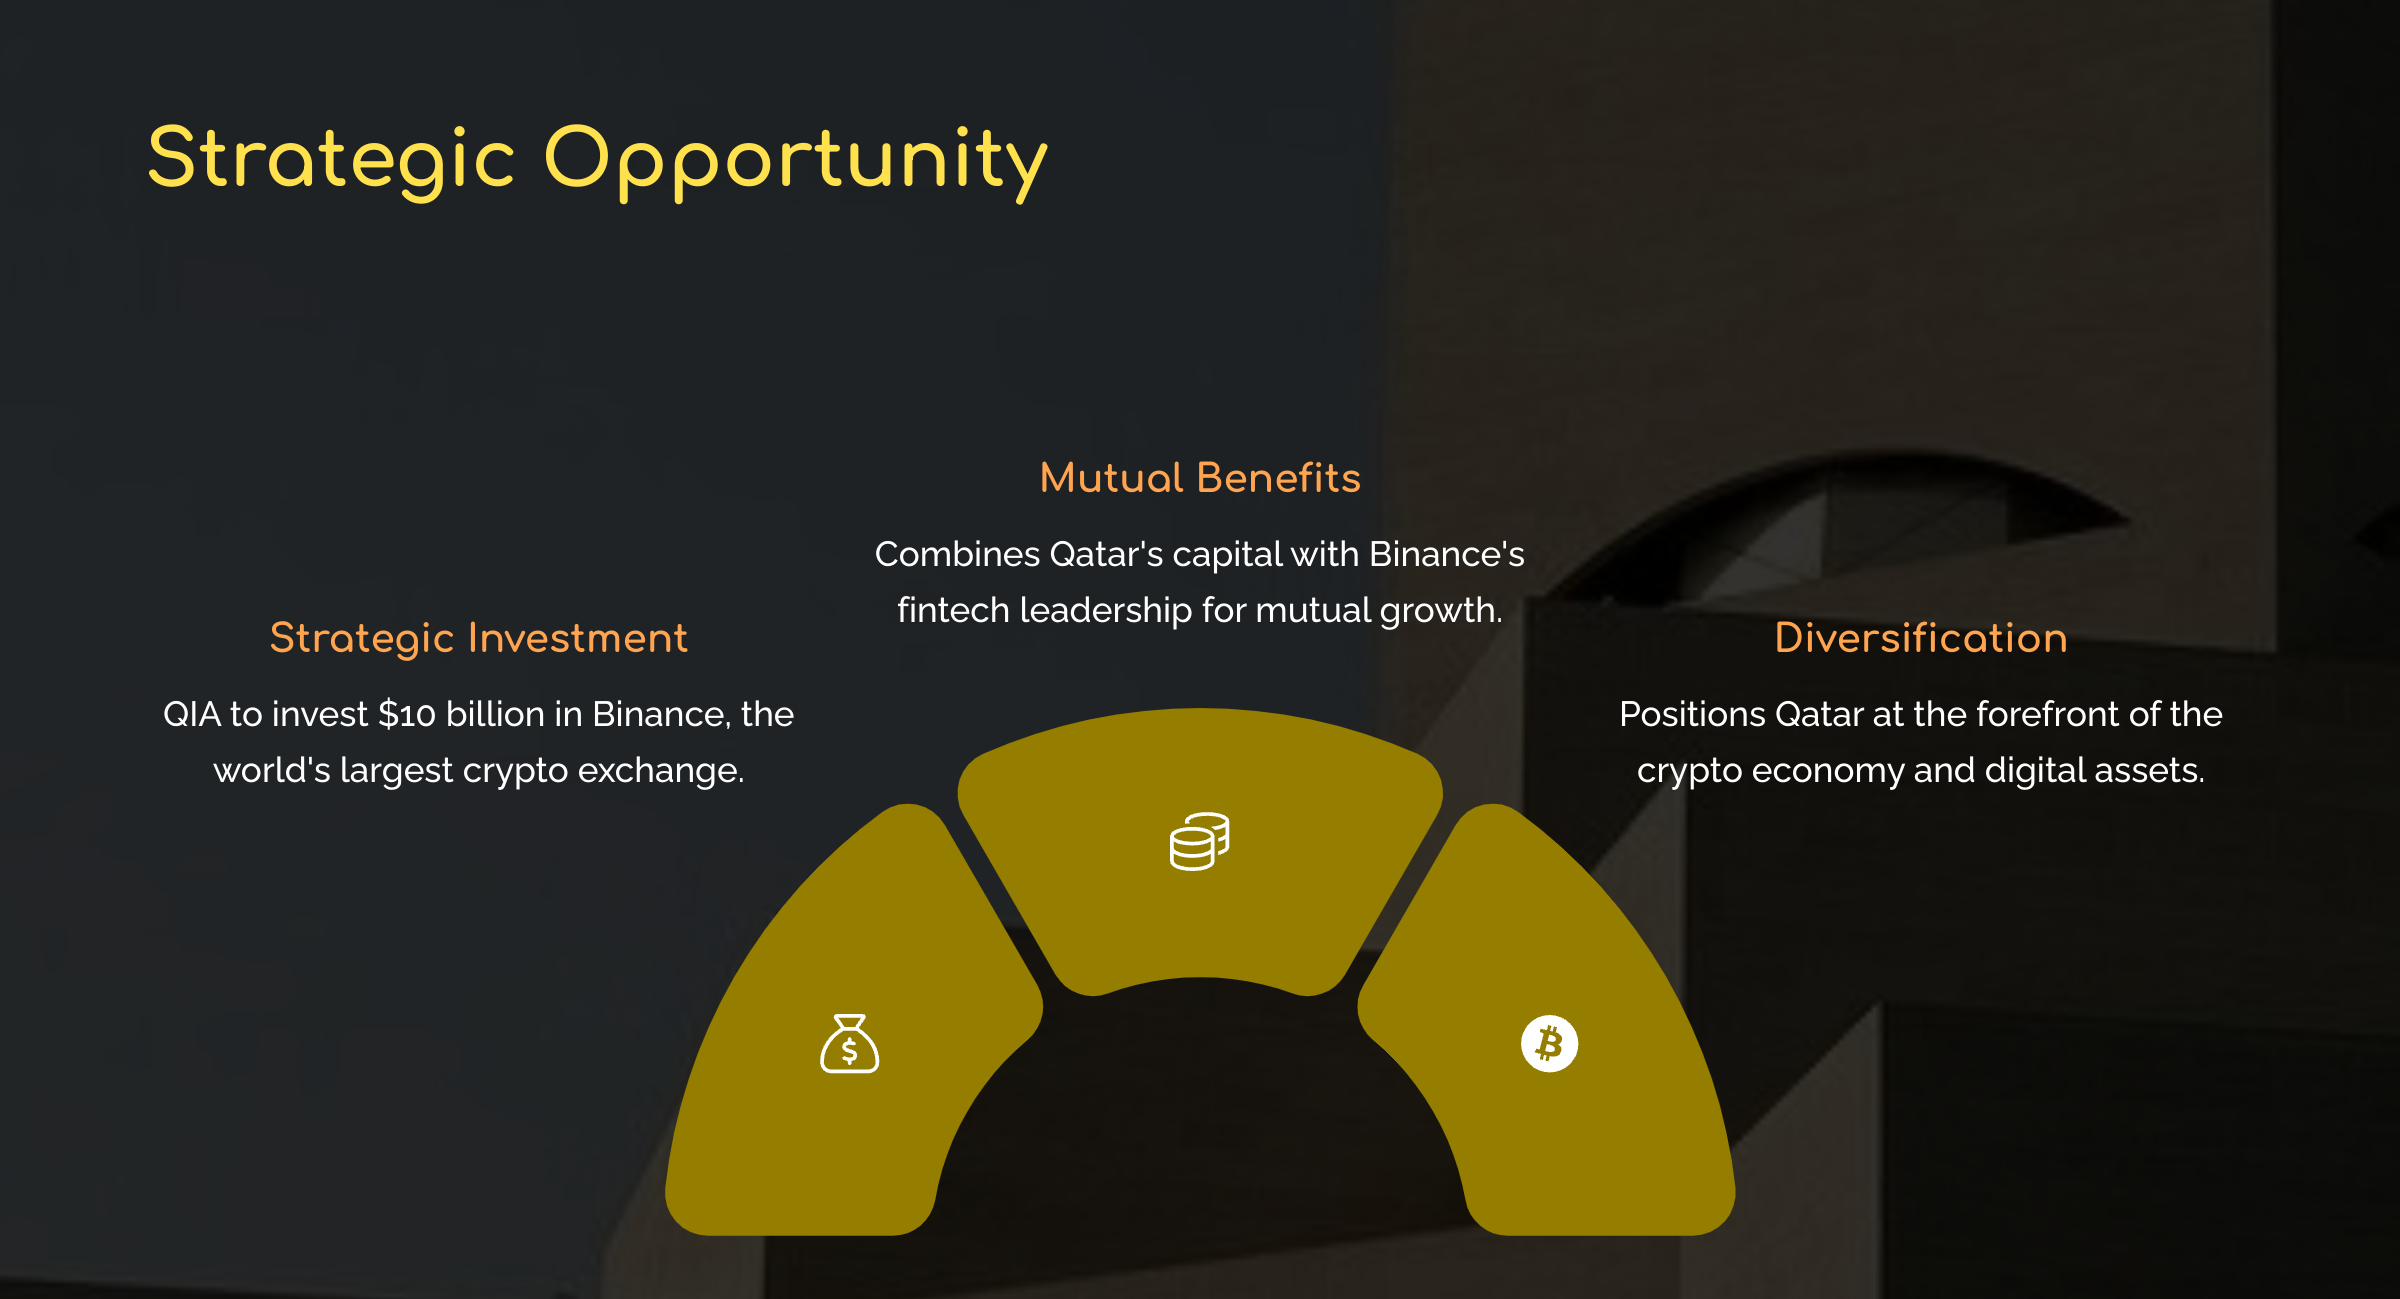 Strategic Opportunity
Mutual Benefits
Combines Qatar's capital with Binance's
fintech leadership for mutual growth.
Strategic Investment
QIA to invest $10 billion in Binance, the
world's largest crypto exchange.
Diversification
Positions Qatar at the forefront of the
crypto economy and digital assets.